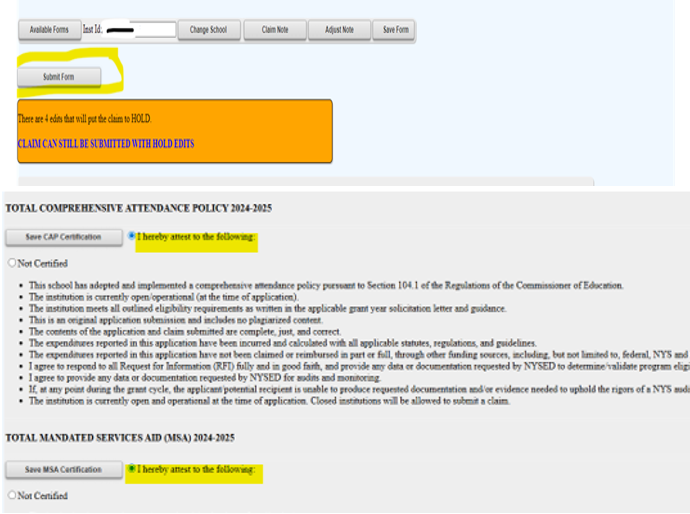 Available Forms Inst Id: Change School Claim Note Adjust Note Save Form
Submit Form
There are 4 edits that will put the claim to HOLD.
CLAIM CAN STILL BE SUBMITTED WITH HOLD EDITS
TOTAL COMPREHENSIVE ATTENDANCE POLICY 2024-2025
Save CAP Certification I hereby attest to the following:
Not Certified
• This school has adopted and implemented a comprehensive attendance policy pursuant to Section 104.1 of the Regulations of the Commissioner of Education.
• The institution is currently open/operational (at the time of application).
• The institution meets all outlined eligibility requirements as written in the applicable grant year solicitation letter and guidance.
• This is an original application submission and includes no plagiarized content.
• The contents of the application and claim submitted are complete, just, and correct.
• The expenditures reported in this application have been incurred and calculated with all applicable statutes, regulations, and guidelines.
• The expenditures reported in this application have not been claimed or reimbursed in part or full, through other funding sources, including, but not limited to, federal, NYS and
• I agree to respond to all Request for Information (RFI) fully and in good faith, and provide any data or documentation requested by NYSED to determine/validate program eligi
• I agree to provide any data or documentation requested by NYSED for audits and monitoring.
• If, at any point during the grant cycle, the applicant/potential recipient is unable to produce requested documentation and/or evidence needed to uphold the rigors of a NYS audi
• The institution is currently open and operational at the time of application. Closed institutions will be allowed to submit a claim.
TOTAL MANDATED SERVICES AID (MSA) 2024-2025
Save MSA Certification I hereby attest to the following:
Not Certified